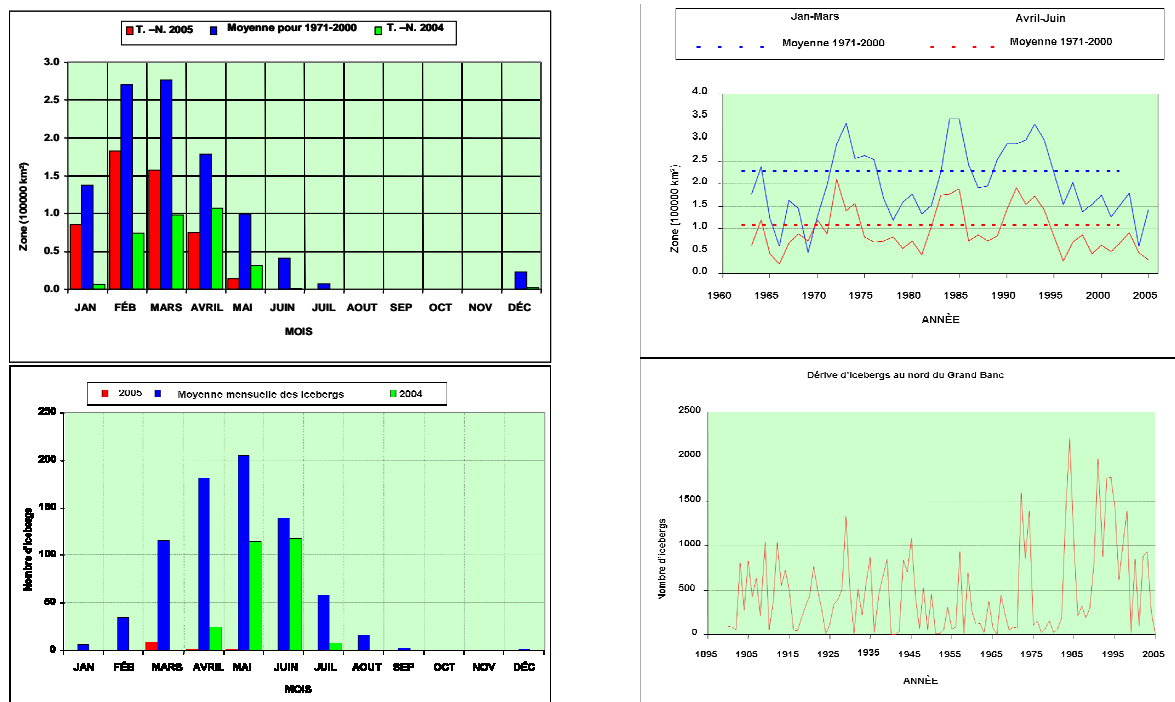 T. –N. 2005 Moyenne pour 1971-2000 T. –N. 2004
3.0
2.5
2.0
1.5
1.0
0.5
0.0
Zone (100000 km²)
JAN FÉB MARS AVRIL MAI JUIN JUIL AOUT SEP OCT NOV DÉC
MOIS
Jan-Mars Avril-Juin
Moyenne 1971-2000 Moyenne 1971-2000
4.0
3.5
3.0
2.5
2.0
1.5
1.0
0.5
0.0
Zone (100000 km²)
1960 1965 1970 1975 1980 1985 1990 1995 2000 2005
ANNÈE
2005 Moyenne mensuelle des icebergs 2004
250
200
150
100
50
0
Nombre d'icebergs
JAN FÉB MARS AVRIL MAI JUIN JUIL AOUT SEP OCT NOV DÉC
MOIS
Dérive d'icebergs au nord du Grand Banc
2500
2000
1500
1000
500
0
Nombre d'icebergs
1895 1905 1915 1925 1935 1945 1955 1965 1975 1985 1995 2005
ANNÈE